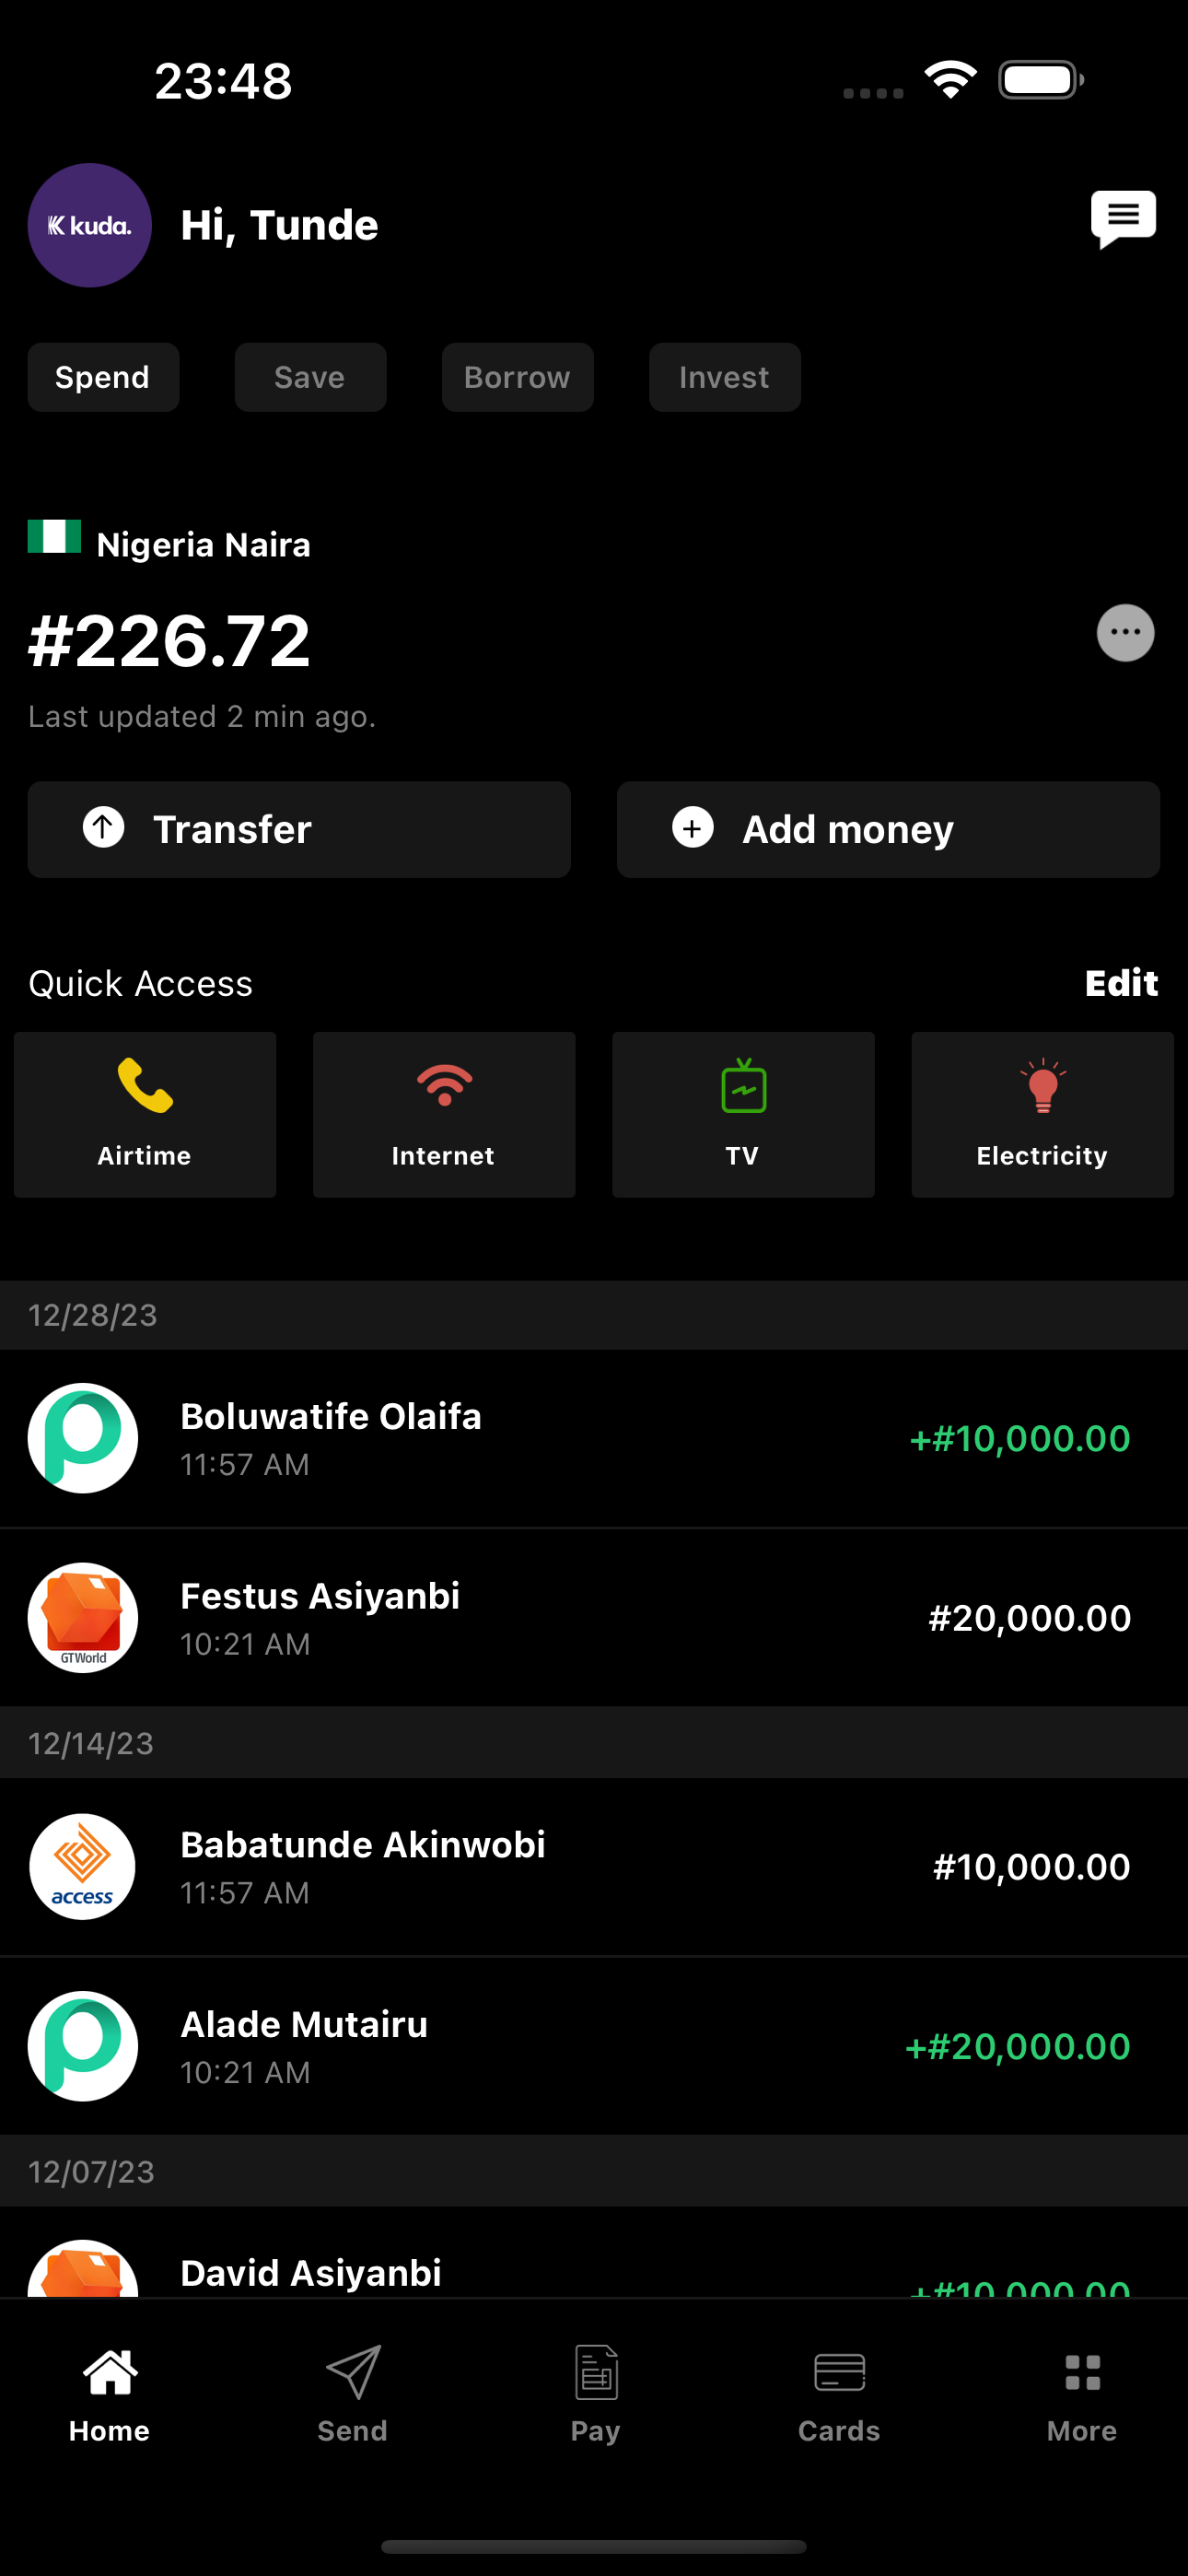 23:48
kuda.
Hi, Tunde
Spend
Save
Borrow
Invest
Nigeria Naira
#226.72
Last updated 2 min ago.
Transfer
Add money
Quick Access
Edit
Airtime
Internet
TV
Electricity
12/28/23
Boluwatife Olaifa
11:57 AM
+#10,000.00
GTWorld
Festus Asiyanbi
10:21 AM
#20,000.00
12/14/23
access
Babatunde Akinwobi
11:57 AM
#10,000.00
Alade Mutairu
10:21 AM
+#20,000.00
12/07/23
David Asiyanbi
+#10,000.00
Home
Send
Pay
Cards
More